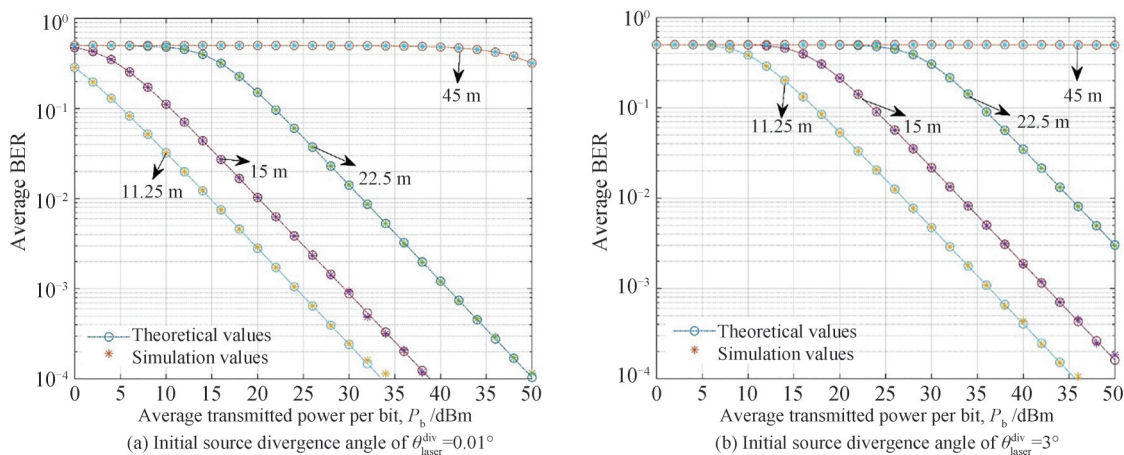 10⁰
10⁻¹
10⁻²
10⁻³
10⁻⁴
Average BER
45 m
15 m
22.5 m
11.25 m
Theoretical values
Simulation values
0 5 10 15 20 25 30 35 40 45 50
Average transmitted power per bit, P_b /dBm
(a) Initial source divergence angle of θ_laser^div =0.01°
10⁰
10⁻¹
10⁻²
10⁻³
10⁻⁴
Average BER
45 m
11.25 m
15 m
22.5 m
Theoretical values
Simulation values
0 5 10 15 20 25 30 35 40 45 50
Average transmitted power per bit, P_b /dBm
(b) Initial source divergence angle of θ_laser^div =3°